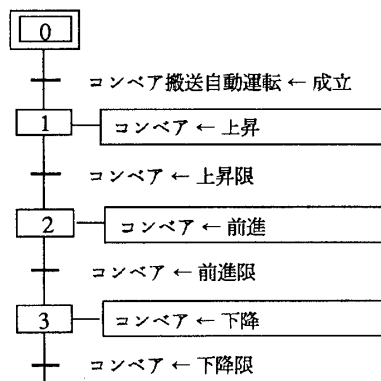 0
コンベア搬送自動運転 ← 成立
1 コンベア ← 上昇
コンベア ← 上昇限
2 コンベア ← 前進
コンベア ← 前進限
3 コンベア ← 下降
コンベア ← 下降限